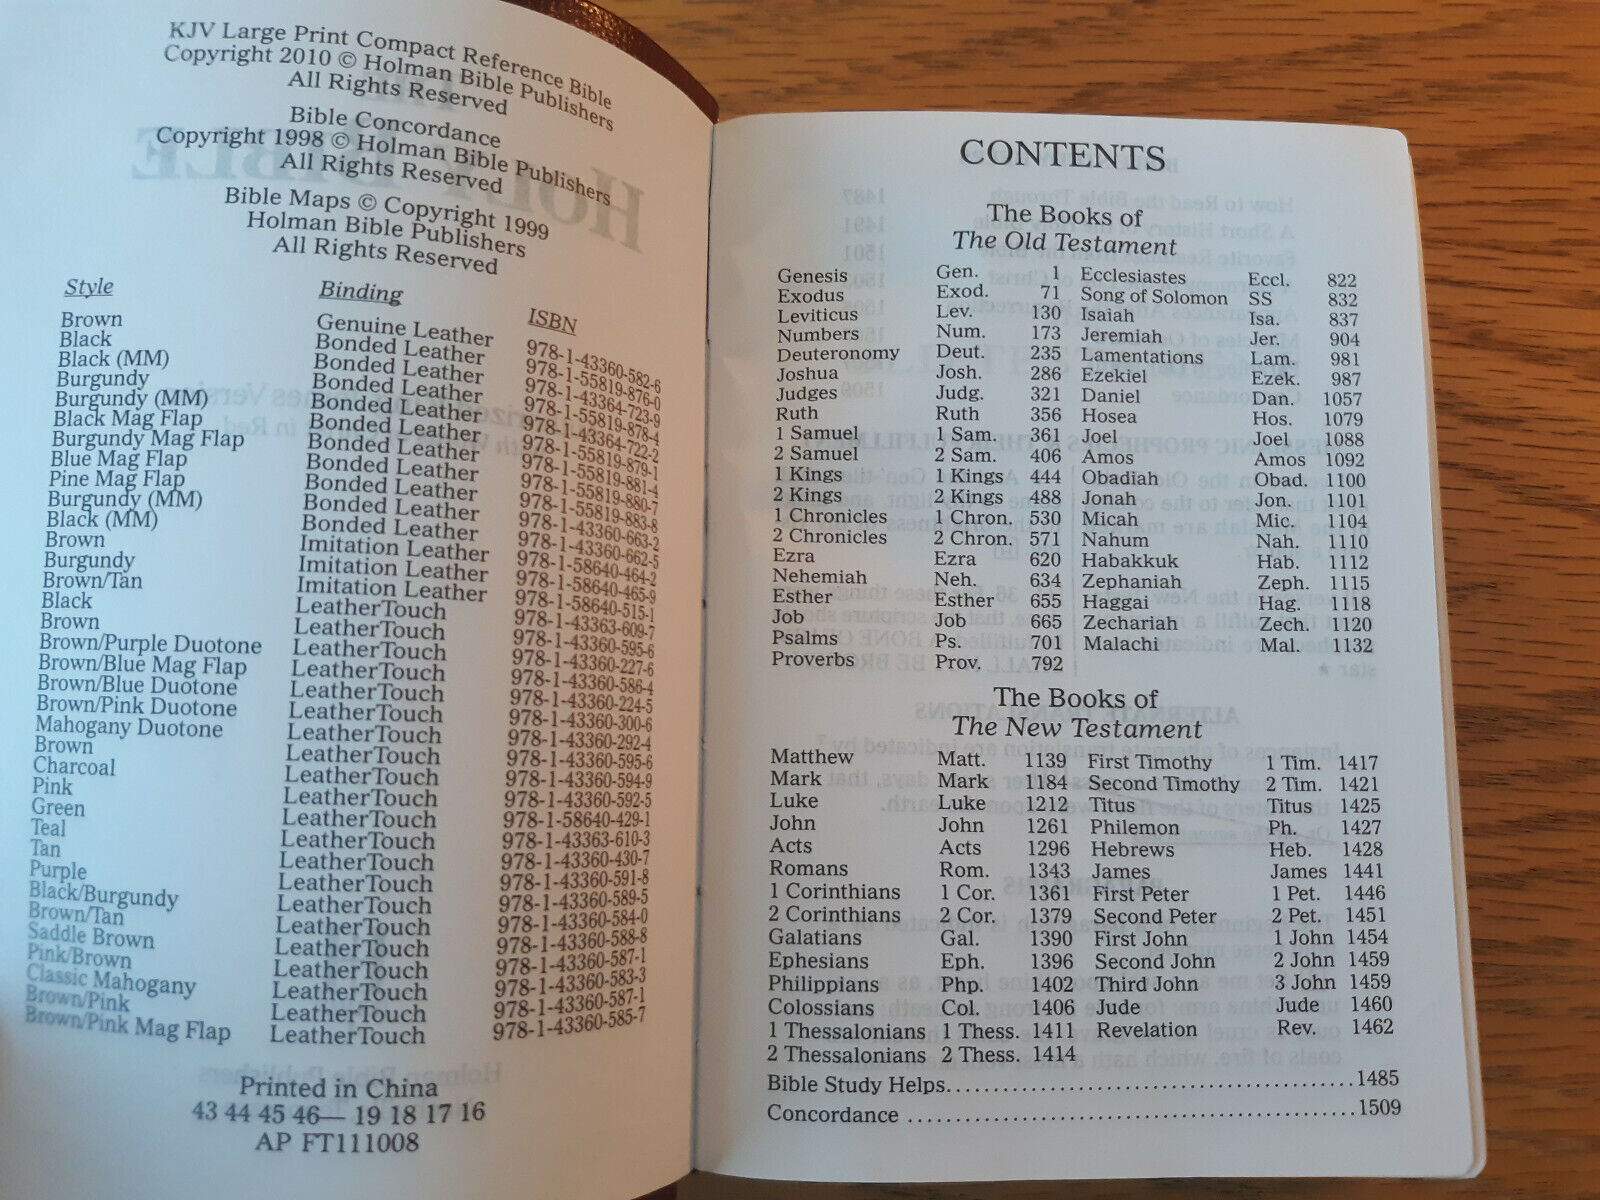 KJV Large Print Compact Reference Bible
Copyright 2010 © Holman Bible Publishers
All Rights Reserved
Bible Concordance
Copyright 1998 © Holman Bible Publishers
All Rights Reserved
Bible Maps © Copyright 1999
Holman Bible Publishers
All Rights Reserved
Style Binding ISBN
Brown Genuine Leather 978-1-43360-582-6
Black Bonded Leather 978-1-55819-876-0
Black (MM) Bonded Leather 978-1-43364-723-9
Burgundy Bonded Leather 978-1-55819-878-4
Burgundy (MM) Bonded Leather 978-1-43364-722-2
Black Mag Flap Bonded Leather 978-1-55819-879-1
Burgundy Mag Flap Bonded Leather 978-1-55819-881-4
Blue Mag Flap Bonded Leather 978-1-55819-880-7
Pine Mag Flap Bonded Leather 978-1-55819-883-8
Burgundy (MM) Bonded Leather 978-1-43360-663-2
Black (MM) Bonded Leather 978-1-43360-662-5
Brown Imitation Leather 978-1-58640-464-2
Burgundy Imitation Leather 978-1-58640-465-9
Brown/Tan Imitation Leather 978-1-58640-515-1
Black LeatherTouch 978-1-43363-609-7
Brown LeatherTouch 978-1-43360-595-6
Brown/Purple Duotone LeatherTouch 978-1-43360-227-6
Brown/Blue Mag Flap LeatherTouch 978-1-43360-586-4
Brown/Blue Duotone LeatherTouch 978-1-43360-224-5
Brown/Pink Duotone LeatherTouch 978-1-43360-300-6
Mahogany Duotone LeatherTouch 978-1-43360-292-4
Brown LeatherTouch 978-1-43360-595-6
Charcoal LeatherTouch 978-1-43360-594-9
Pink LeatherTouch 978-1-43360-592-5
Green LeatherTouch 978-1-58640-429-1
Teal LeatherTouch 978-1-43363-610-3
Tan LeatherTouch 978-1-43360-430-7
Purple LeatherTouch 978-1-43360-591-8
Black/Burgundy LeatherTouch 978-1-43360-589-5
Brown/Tan LeatherTouch 978-1-43360-584-0
Saddle Brown LeatherTouch 978-1-43360-588-8
Pink/Brown LeatherTouch 978-1-43360-587-1
Classic Mahogany LeatherTouch 978-1-43360-583-3
Brown/Pink LeatherTouch 978-1-43360-587-1
Brown/Pink Mag Flap LeatherTouch 978-1-43360-585-7
Printed in China
43 44 45 46— 19 18 17 16
AP FT111008
CONTENTS
The Books of
The Old Testament
Genesis Gen. 1 Ecclesiastes Eccl. 822
Exodus Exod. 71 Song of Solomon SS 832
Leviticus Lev. 130 Isaiah Isa. 837
Numbers Num. 173 Jeremiah Jer. 904
Deuteronomy Deut. 235 Lamentations Lam. 981
Joshua Josh. 286 Ezekiel Ezek. 987
Judges Judg. 321 Daniel Dan. 1057
Ruth Ruth 356 Hosea Hos. 1079
1 Samuel 1 Sam. 361 Joel Joel 1088
2 Samuel 2 Sam. 406 Amos Amos 1092
1 Kings 1 Kings 444 Obadiah Obad. 1100
2 Kings 2 Kings 488 Jonah Jon. 1101
1 Chronicles 1 Chron. 530 Micah Mic. 1104
2 Chronicles 2 Chron. 571 Nahum Nah. 1110
Ezra Ezra 620 Habakkuk Hab. 1112
Nehemiah Neh. 634 Zephaniah Zeph. 1115
Esther Esther 655 Haggai Hag. 1118
Job Job 665 Zechariah Zech. 1120
Psalms Ps. 701 Malachi Mal. 1132
Proverbs Prov. 792
The Books of
The New Testament
Matthew Matt. 1139 First Timothy 1 Tim. 1417
Mark Mark 1184 Second Timothy 2 Tim. 1421
Luke Luke 1212 Titus Titus 1425
John John 1261 Philemon Ph. 1427
Acts Acts 1296 Hebrews Heb. 1428
Romans Rom. 1343 James James 1441
1 Corinthians 1 Cor. 1361 First Peter 1 Pet. 1446
2 Corinthians 2 Cor. 1379 Second Peter 2 Pet. 1451
Galatians Gal. 1390 First John 1 John 1454
Ephesians Eph. 1396 Second John 2 John 1459
Philippians Php. 1402 Third John 3 John 1459
Colossians Col. 1406 Jude Jude 1460
1 Thessalonians 1 Thess. 1411 Revelation Rev. 1462
2 Thessalonians 2 Thess. 1414
Bible Study Helps..........................................1485
Concordance ..............................................1509